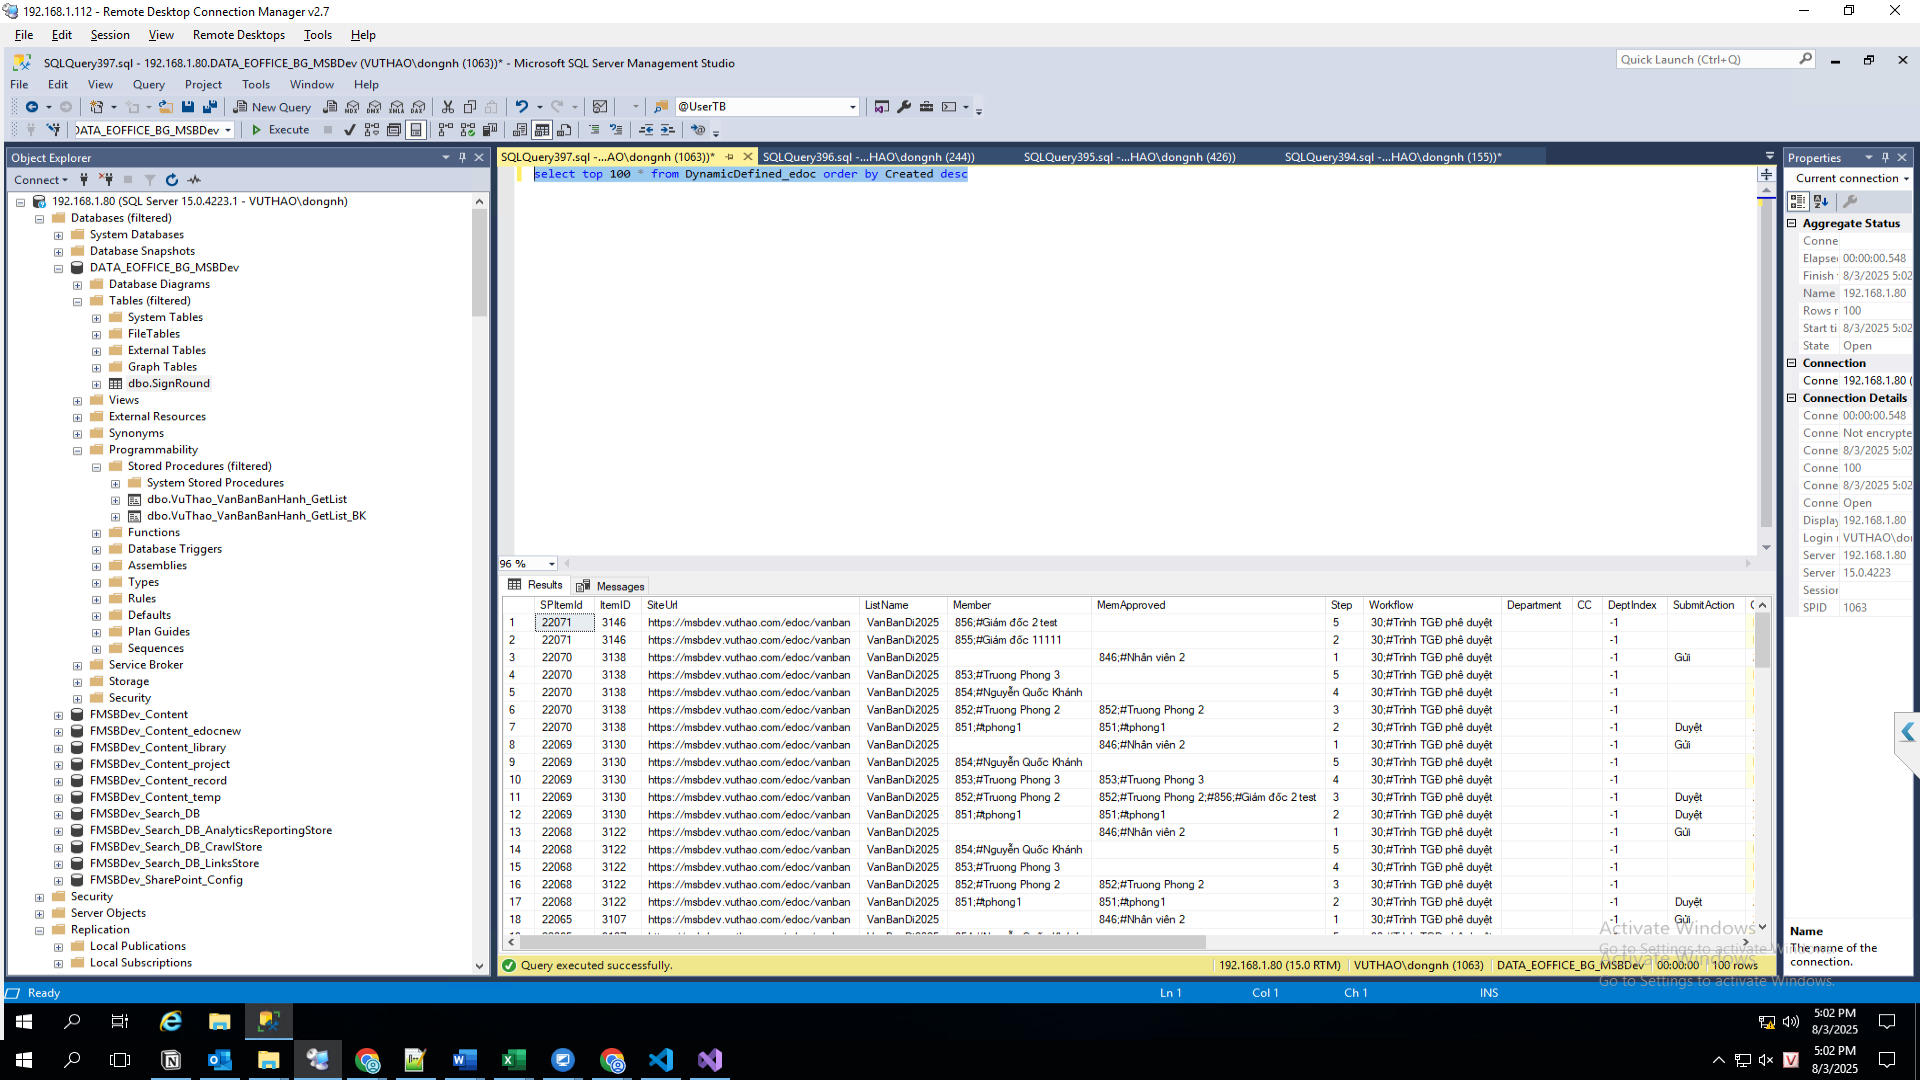 192.168.1.112 - Remote Desktop Connection Manager v2.7
File Edit Session View Remote Desktops Tools Help
SQLQuery397.sql - 192.168.1.80.DATA_EOFFICE_BG_MSBDev (VUTHAO\dongnh (1063))* - Microsoft SQL Server Management Studio
Quick Launch (Ctrl+Q)
File Edit View Query Project Tools Window Help
New Query
@UserTB
DATA_EOFFICE_BG_MSBDev Execute
Object Explorer
Connect
192.168.1.80 (SQL Server 15.0.4223.1 - VUTHAO\dongnh)
Databases (filtered)
System Databases
Database Snapshots
DATA_EOFFICE_BG_MSBDev
Database Diagrams
Tables (filtered)
System Tables
FileTables
External Tables
Graph Tables
dbo.SignRound
Views
External Resources
Synonyms
Programmability
Stored Procedures (filtered)
System Stored Procedures
dbo.VuThao_VanBanBanHanh_GetList
dbo.VuThao_VanBanBanHanh_GetList_BK
Functions
Database Triggers
Assemblies
Types
Rules
Defaults
Plan Guides
Sequences
Service Broker
Storage
Security
FMSBDev_Content
FMSBDev_Content_edocnew
FMSBDev_Content_library
FMSBDev_Content_project
FMSBDev_Content_record
FMSBDev_Content_temp
FMSBDev_Search_DB
FMSBDev_Search_DB_AnalyticsReportingStore
FMSBDev_Search_DB_CrawlStore
FMSBDev_Search_DB_LinksStore
FMSBDev_SharePoint_Config
Security
Server Objects
Replication
Local Publications
Local Subscriptions
SQLQuery397.sql -...AO\dongnh (1063))* SQLQuery396.sql -...HAO\dongnh (244)) SQLQuery395.sql -...HAO\dongnh (426)) SQLQuery394.sql -...HAO\dongnh (155))*
select top 100 * from DynamicDefined_edoc order by Created desc
96 %
Results Messages
SPItemId ItemID SiteUrl ListName Member MemApproved Step Workflow Department CC DeptIndex SubmitAction
1 22071 3146 https://msbdev.vuthao.com/edoc/vanban VanBanDi2025 856;#Giám đốc 2 test 5 30;#Trình TGĐ phê duyệt -1
2 22071 3146 https://msbdev.vuthao.com/edoc/vanban VanBanDi2025 855;#Giám đốc 11111 2 30;#Trình TGĐ phê duyệt -1
3 22070 3138 https://msbdev.vuthao.com/edoc/vanban VanBanDi2025 846;#Nhân viên 2 1 30;#Trình TGĐ phê duyệt -1 Gửi
4 22070 3138 https://msbdev.vuthao.com/edoc/vanban VanBanDi2025 853;#Truong Phong 3 5 30;#Trình TGĐ phê duyệt -1
5 22070 3138 https://msbdev.vuthao.com/edoc/vanban VanBanDi2025 854;#Nguyễn Quốc Khánh 4 30;#Trình TGĐ phê duyệt -1
6 22070 3138 https://msbdev.vuthao.com/edoc/vanban VanBanDi2025 852;#Truong Phong 2 852;#Truong Phong 2 3 30;#Trình TGĐ phê duyệt -1
7 22070 3138 https://msbdev.vuthao.com/edoc/vanban VanBanDi2025 851;#tphong1 851;#tphong1 2 30;#Trình TGĐ phê duyệt -1 Duyệt
8 22069 3130 https://msbdev.vuthao.com/edoc/vanban VanBanDi2025 846;#Nhân viên 2 1 30;#Trình TGĐ phê duyệt -1 Gửi
9 22069 3130 https://msbdev.vuthao.com/edoc/vanban VanBanDi2025 854;#Nguyễn Quốc Khánh 5 30;#Trình TGĐ phê duyệt -1
10 22069 3130 https://msbdev.vuthao.com/edoc/vanban VanBanDi2025 853;#Truong Phong 3 853;#Truong Phong 3 4 30;#Trình TGĐ phê duyệt -1
11 22069 3130 https://msbdev.vuthao.com/edoc/vanban VanBanDi2025 852;#Truong Phong 2 852;#Truong Phong 2;#856;#Giám đốc 2 test 3 30;#Trình TGĐ phê duyệt -1 Duyệt
12 22069 3130 https://msbdev.vuthao.com/edoc/vanban VanBanDi2025 851;#tphong1 851;#tphong1 2 30;#Trình TGĐ phê duyệt -1 Duyệt
13 22068 3122 https://msbdev.vuthao.com/edoc/vanban VanBanDi2025 846;#Nhân viên 2 1 30;#Trình TGĐ phê duyệt -1 Gửi
14 22068 3122 https://msbdev.vuthao.com/edoc/vanban VanBanDi2025 854;#Nguyễn Quốc Khánh 5 30;#Trình TGĐ phê duyệt -1
15 22068 3122 https://msbdev.vuthao.com/edoc/vanban VanBanDi2025 853;#Truong Phong 3 4 30;#Trình TGĐ phê duyệt -1
16 22068 3122 https://msbdev.vuthao.com/edoc/vanban VanBanDi2025 852;#Truong Phong 2 852;#Truong Phong 2 3 30;#Trình TGĐ phê duyệt -1
17 22068 3122 https://msbdev.vuthao.com/edoc/vanban VanBanDi2025 851;#tphong1 851;#tphong1 2 30;#Trình TGĐ phê duyệt -1 Duyệt
18 22065 3107 https://msbdev.vuthao.com/edoc/vanban VanBanDi2025 846;#Nhân viên 2 1 30;#Trình TGĐ phê duyệt -1 Gửi
Query executed successfully. 192.168.1.80 (15.0 RTM) VUTHAO\dongnh (1063) DATA_EOFFICE_BG_MSBDev 00:00:00 100 rows
Properties
Current connection
Aggregate Status
Conne
Elapse 00:00:00.548
Finish 8/3/2025 5:02
Name 192.168.1.80
Rows r 100
Start ti 8/3/2025 5:02
State Open
Connection
Conne 192.168.1.80 (
Connection Details
Conne 00:00:00.548
Conne Not encrypte
Conne 8/3/2025 5:02
Conne 100
Conne 8/3/2025 5:02
Conne Open
Display 192.168.1.80
Login VUTHAO\do
Server 192.168.1.80
Server 15.0.4223
Session
SPID 1063
Name
The name of the connection.
Activate Windows
Go to Settings to activate Windows.
Activate Windows
Go to Settings to activate Windows.
Ready Ln 1 Col 1 Ch 1 INS
5:02 PM
8/3/2025
5:02 PM
8/3/2025